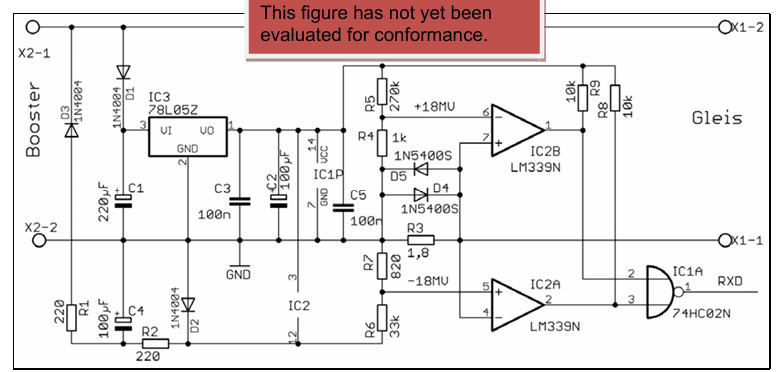 This figure has not yet been
evaluated for conformance.
X2-1
X1-2
Booster
Gleis
D3
1N4004
1N4004
D1
IC3
78L05Z
3
VI
VO
1
GND
2
C1
220µF
C3
100n
C2
100µF
14
VCC
IC1P
GND
7
C5
100n
R5
270k
+18MV
R4
1k
1N5400S
D5
D4
1N5400S
6
7
1
IC2B
LM339N
10k
R9
R8
10k
X2-2
X1-1
GND
R3
1,8
R7
820
-18MV
R6
33k
5
4
2
IC2A
LM339N
2
3
1
IC1A
74HC02N
RXD
220
R1
100µF
C4
R2
220
1N4004
D2
3
IC2
12